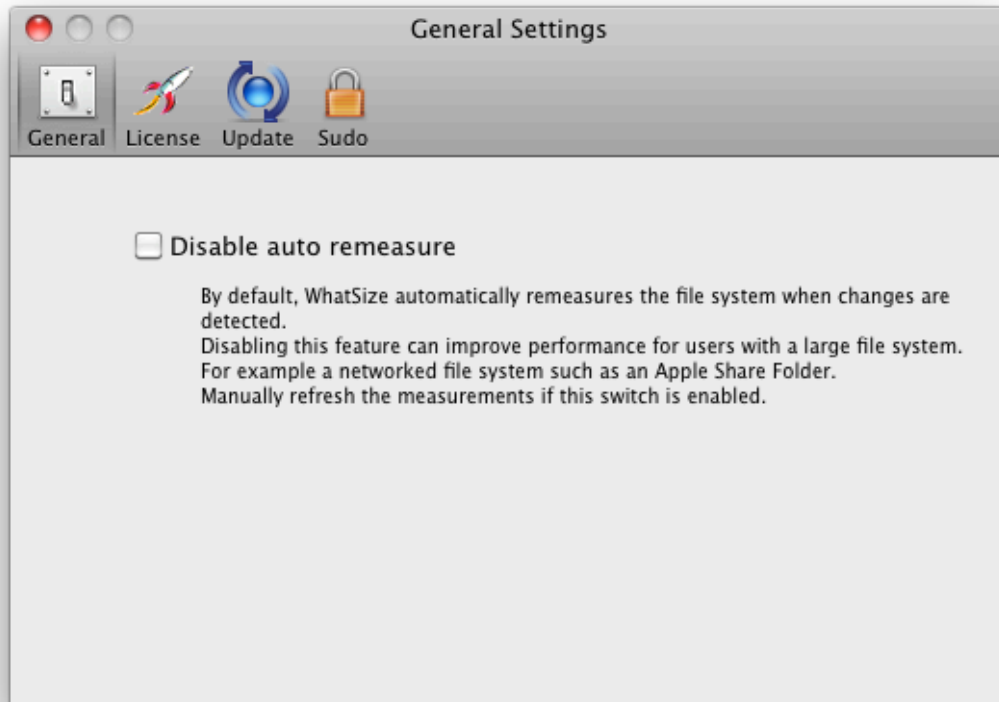 General Settings
General License Update Sudo
Disable auto remeasure
By default, WhatSize automatically remeasures the file system when changes are
detected.
Disabling this feature can improve performance for users with a large file system.
For example a networked file system such as an Apple Share Folder.
Manually refresh the measurements if this switch is enabled.